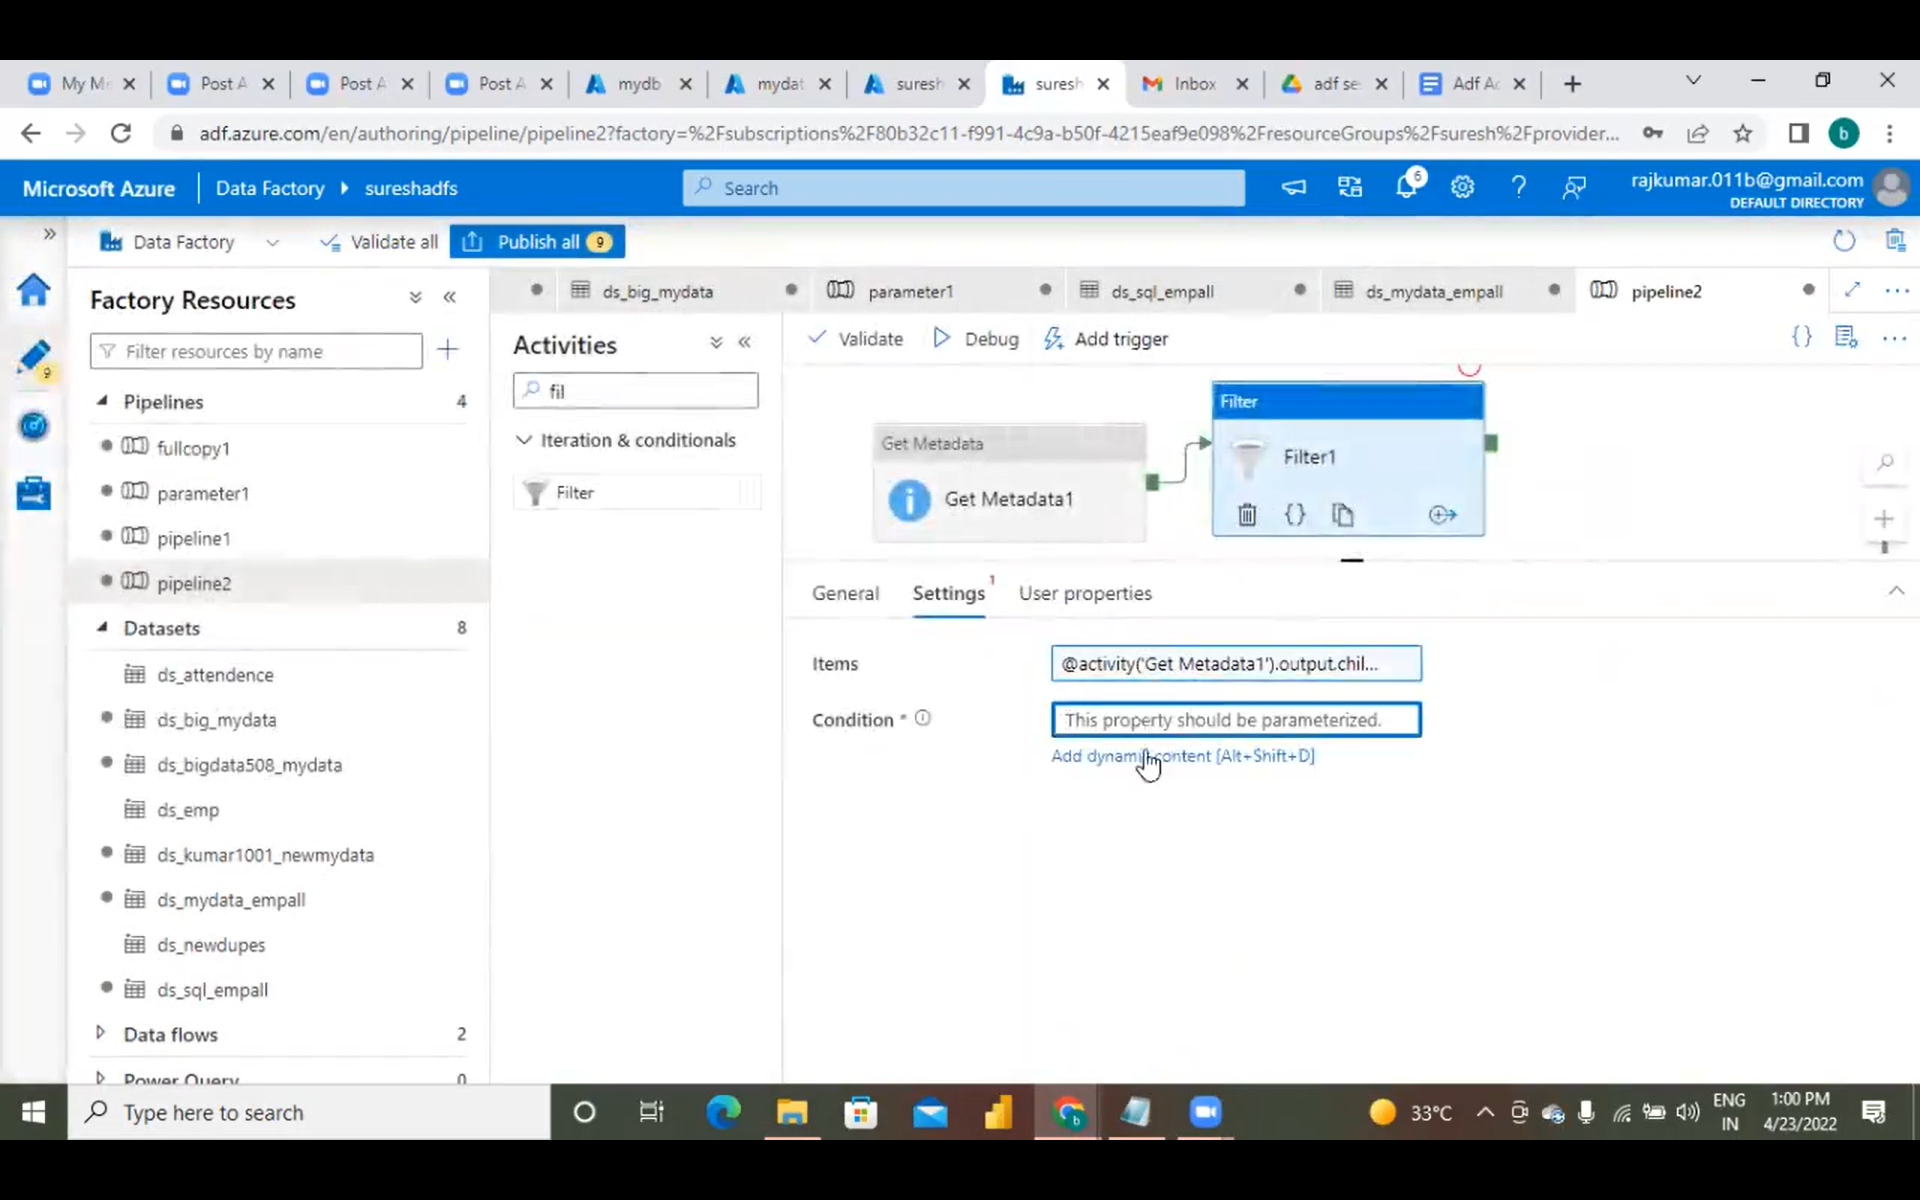 My Me
Post A
Post A
Post A
mydb
mydat
suresh
suresh
Inbox
adf se
Adf Ac
adf.azure.com/en/authoring/pipeline/pipeline2?factory=%2Fsubscriptions%2F80b32c11-f991-4c9a-b50f-4215eaf9e098%2FresourceGroups%2Fsuresh%2Fprovider...
b
Microsoft Azure
Data Factory
sureshadfs
Search
6
rajkumar.011b@gmail.com
DEFAULT DIRECTORY
Data Factory
Validate all
Publish all 9
Factory Resources
Filter resources by name
9
Pipelines 4
fullcopy1
parameter1
pipeline1
pipeline2
Datasets 8
ds_attendence
ds_big_mydata
ds_bigdata508_mydata
ds_emp
ds_kumar1001_newmydata
ds_mydata_empall
ds_newdupes
ds_sql_empall
Data flows 2
Power Query 0
ds_big_mydata
parameter1
ds_sql_empall
ds_mydata_empall
pipeline2
Activities
fil
Iteration & conditionals
Filter
Validate
Debug
Add trigger
Get Metadata
Get Metadata1
Filter
Filter1
General
Settings 1
User properties
Items
@activity('Get Metadata1').output.chil...
Condition *
This property should be parameterized.
Add dynamic content [Alt+Shift+D]
Type here to search
33°C
ENG
IN
1:00 PM
4/23/2022